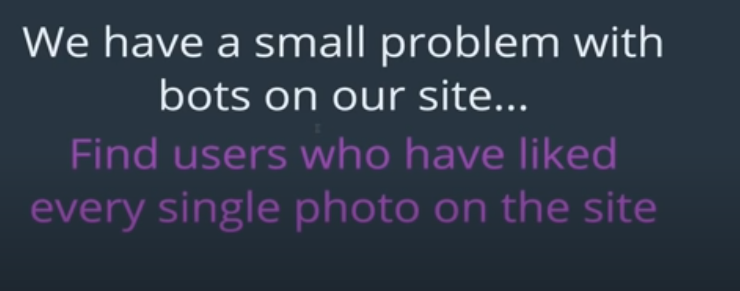 We have a small problem with
bots on our site...
Find users who have liked
every single photo on the site